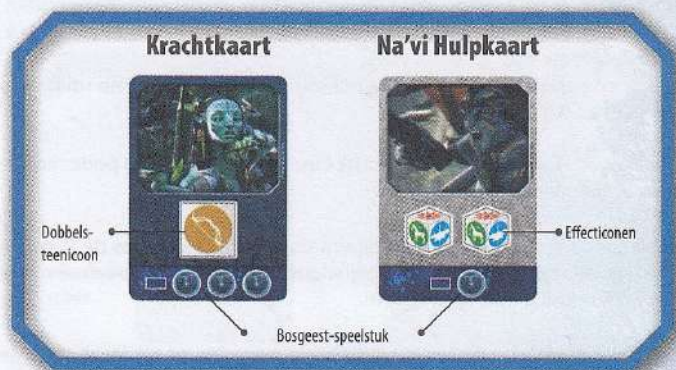 Krachtkaart
Na'vi Hulpkaart
Dobbels-
teenicoon
Effecticonen
Bosgeest-speelstuk